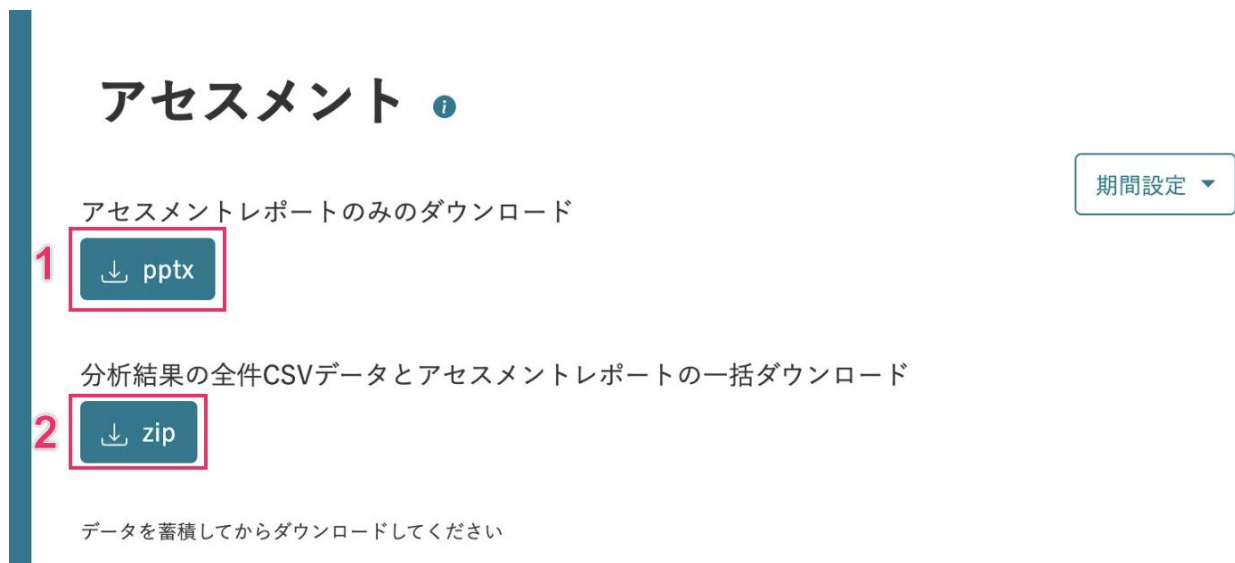 アセスメント
期間設定
アセスメントレポートのみのダウンロード
1
pptx
分析結果の全件CSVデータとアセスメントレポートの一括ダウンロード
2
zip
データを蓄積してからダウンロードしてください